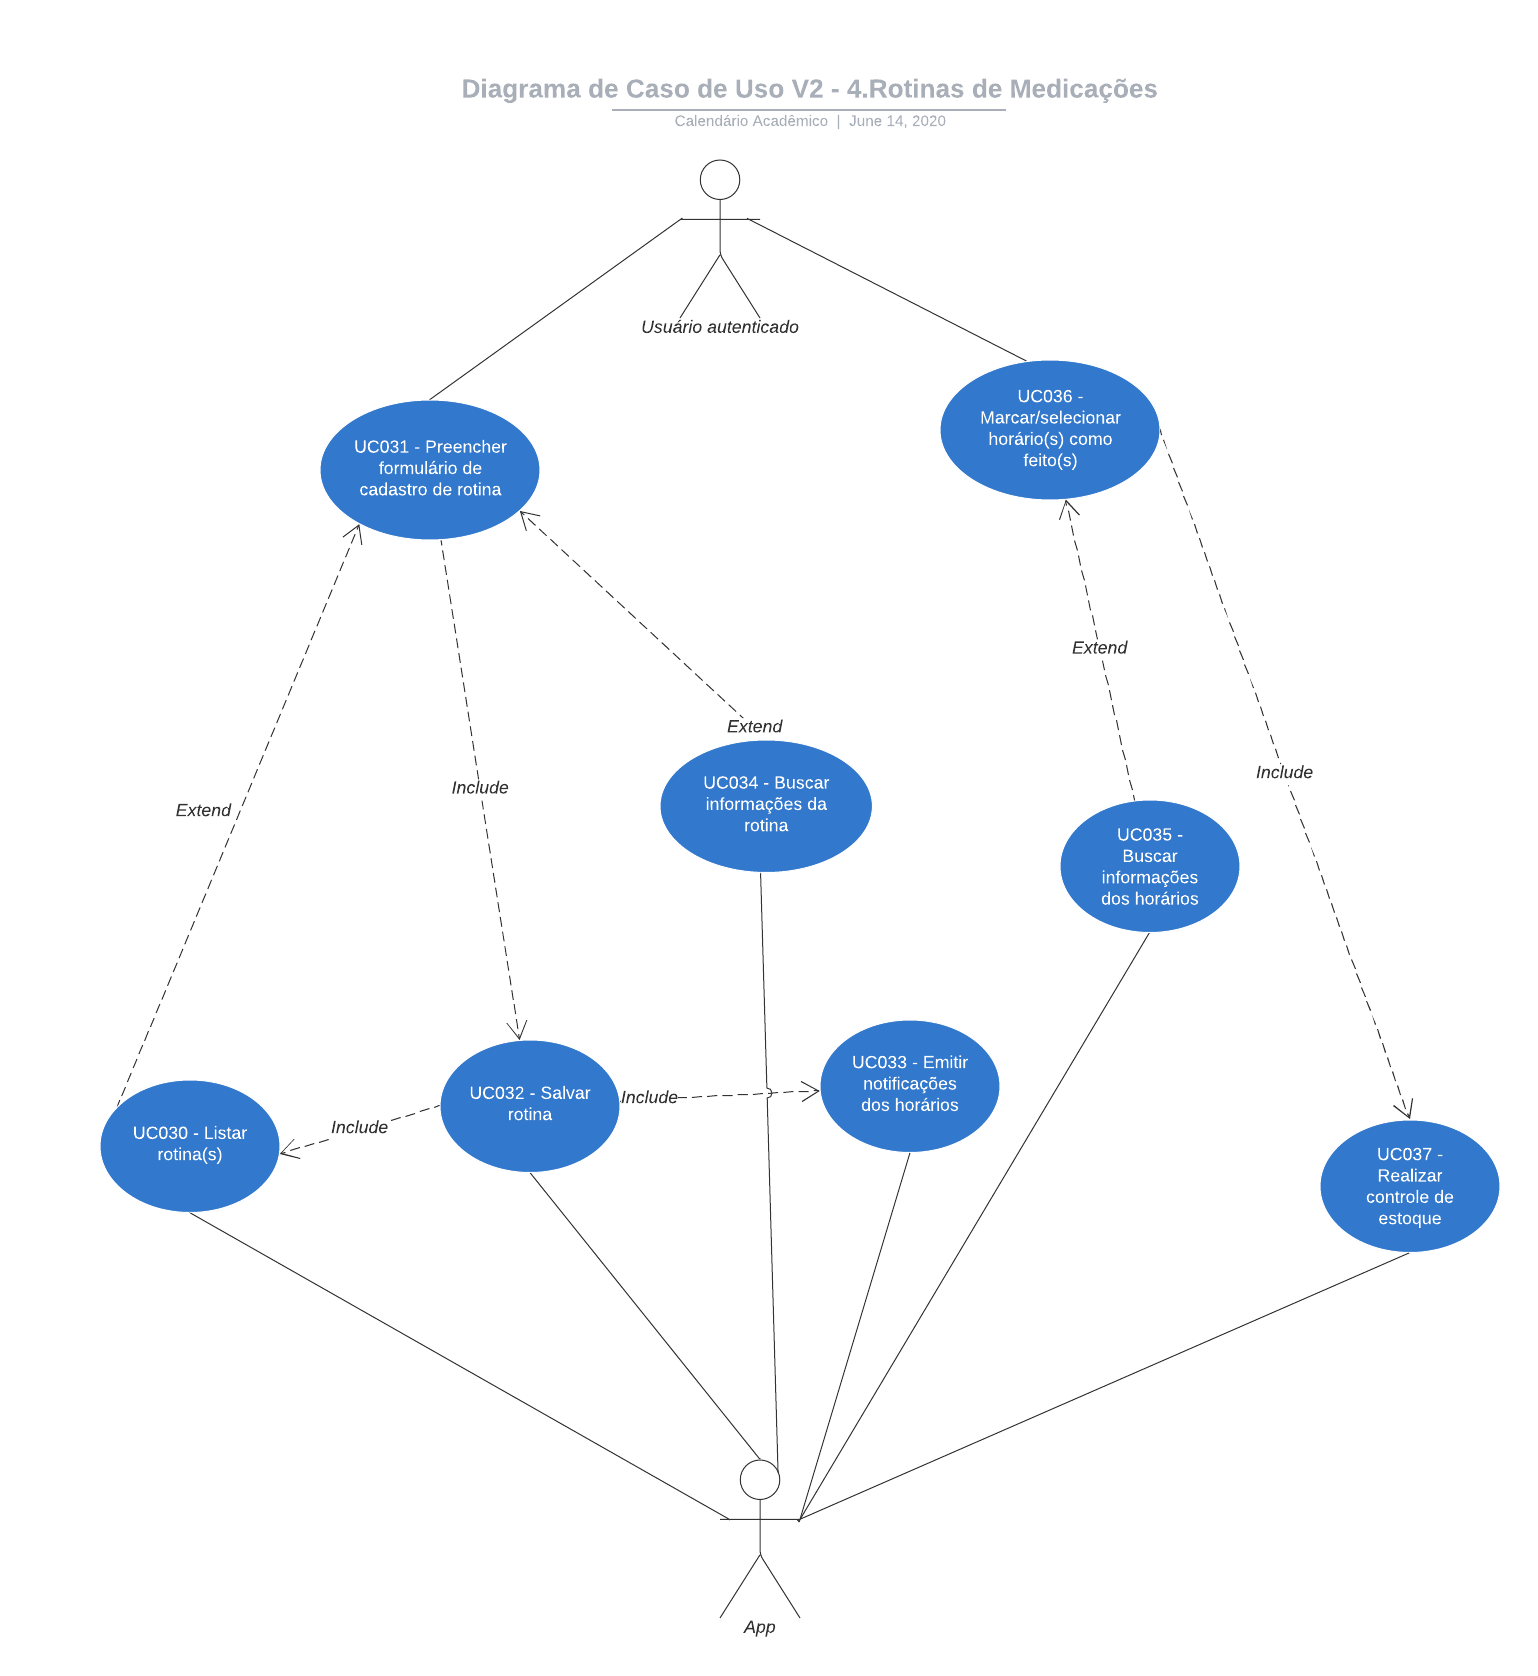 Diagrama de Caso de Uso V2 - 4.Rotinas de Medicações
Calendário Acadêmico | June 14, 2020
Usuário autenticado
UC036 -
Marcar/selecionar
horário(s) como
feito(s)
UC031 - Preencher
formulário de
cadastro de rotina
Extend
Extend
UC034 - Buscar
informações da
rotina
Include
Include
Extend
UC035 -
Buscar
informações
dos horários
UC033 - Emitir
notificações
dos horários
UC032 - Salvar
rotina
Include
Include
UC030 - Listar
rotina(s)
UC037 -
Realizar
controle de
estoque
App